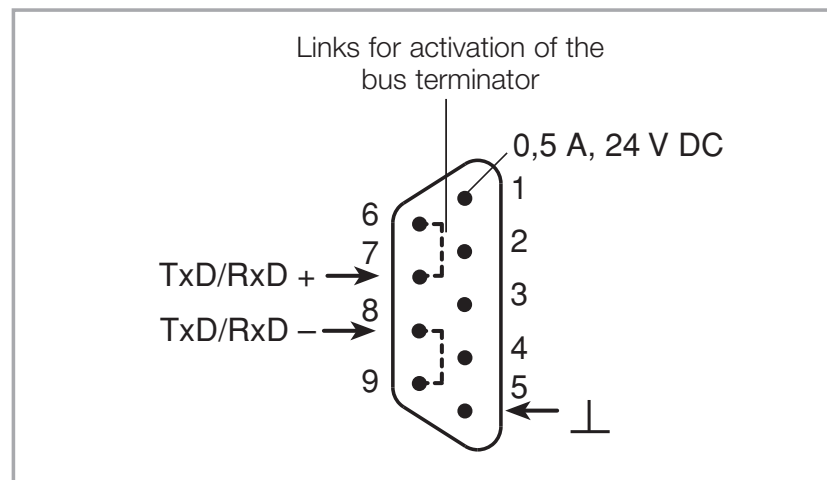 Links for activation of the
bus terminator
0,5 A, 24 V DC
1
6
2
7
TxD/RxD +
3
8
TxD/RxD –
4
9
5